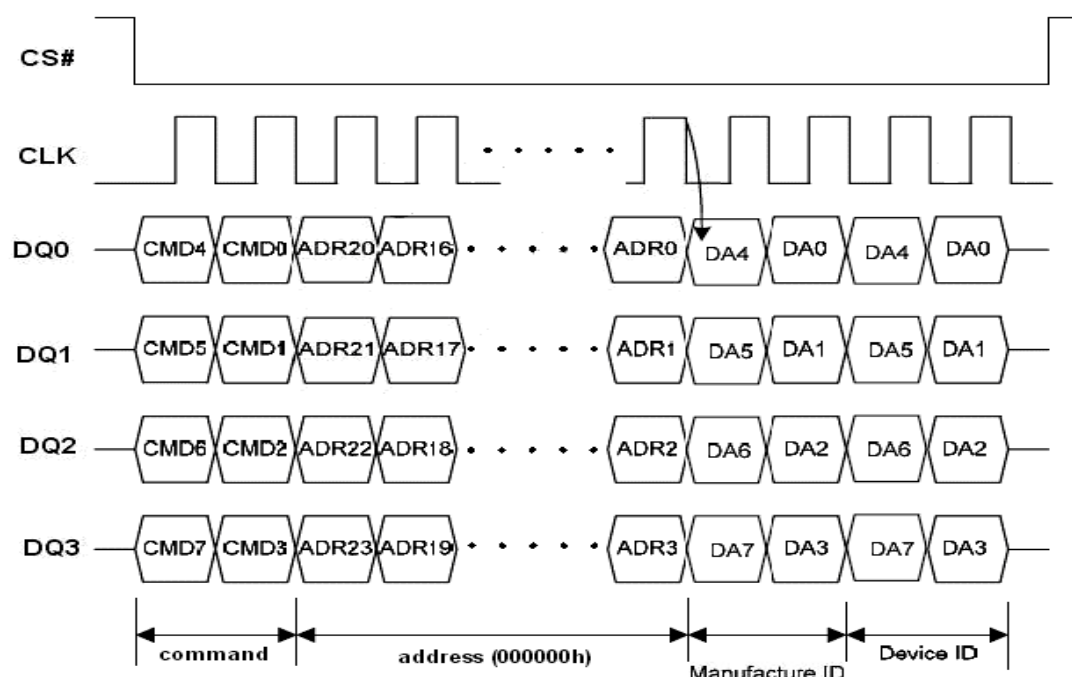 CS#
CLK
DQ0 CMD4 CMD0 ADR20 ADR16 ADR0 DA4 DA0 DA4 DA0
DQ1 CMD5 CMD1 ADR21 ADR17 ADR1 DA5 DA1 DA5 DA1
DQ2 CMD6 CMD2 ADR22 ADR18 ADR2 DA6 DA2 DA6 DA2
DQ3 CMD7 CMD3 ADR23 ADR19 ADR3 DA7 DA3 DA7 DA3
command address (000000h) Manufacture ID Device ID